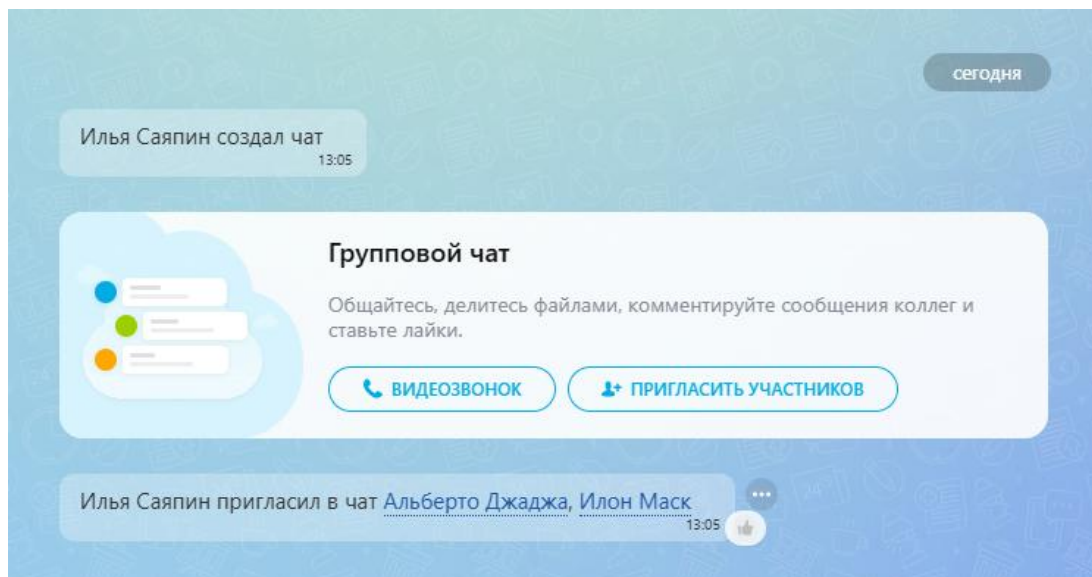 сегодня
Илья Саяпин создал чат
13:05
Групповой чат
Общайтесь, делитесь файлами, комментируйте сообщения коллег и
ставьте лайки.
ВИДЕОЗВОНОК ПРИГЛАСИТЬ УЧАСТНИКОВ
Илья Саяпин пригласил в чат Альберто Джаджа, Илон Маск
13:05